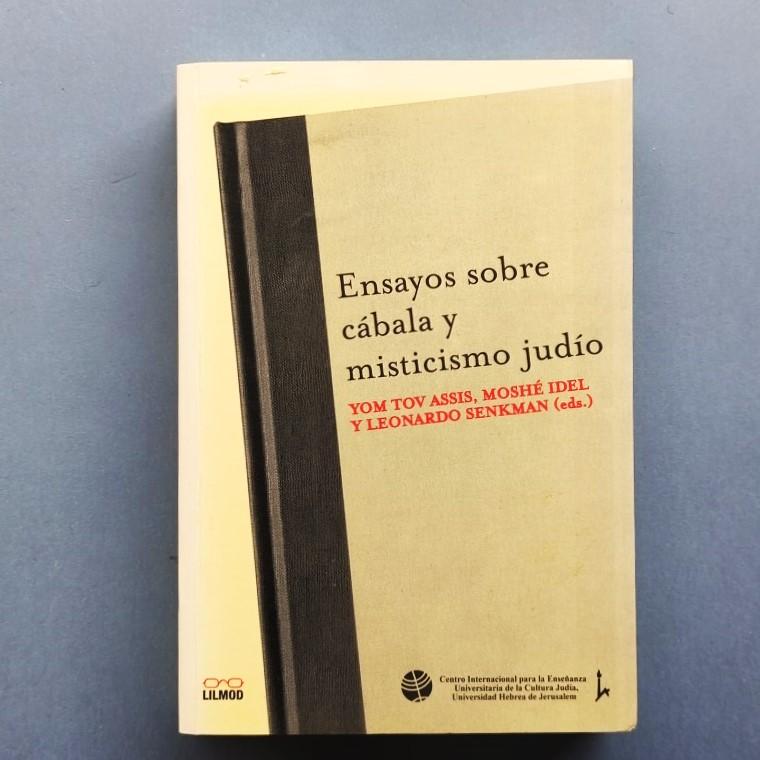 Ensayos sobre
cábala y
misticismo judío
YOM TOV ASSIS, MOSHÉ IDEL
Y LEONARDO SENKMAN (eds.)
LILMOD
Centro Internacional para la Enseñanza
Universitaria de la Cultura Judía,
Universidad Hebrea de Jerusalem